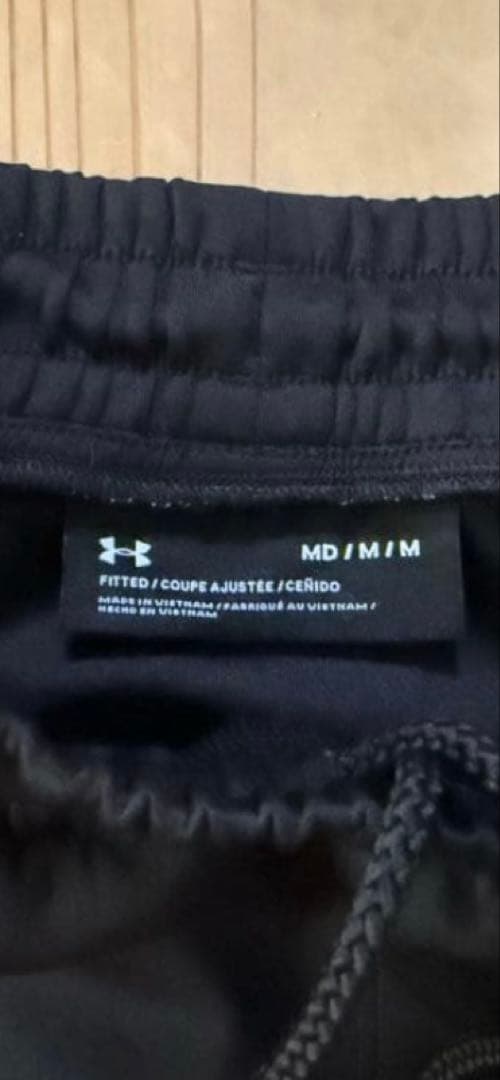 MD / M / M
FITTED / COUPE AJUSTÉE / CEÑIDO
MADE IN VIETNAM / FABRIQUÉ AU VIETNAM /
HECHO EN VIETNAM